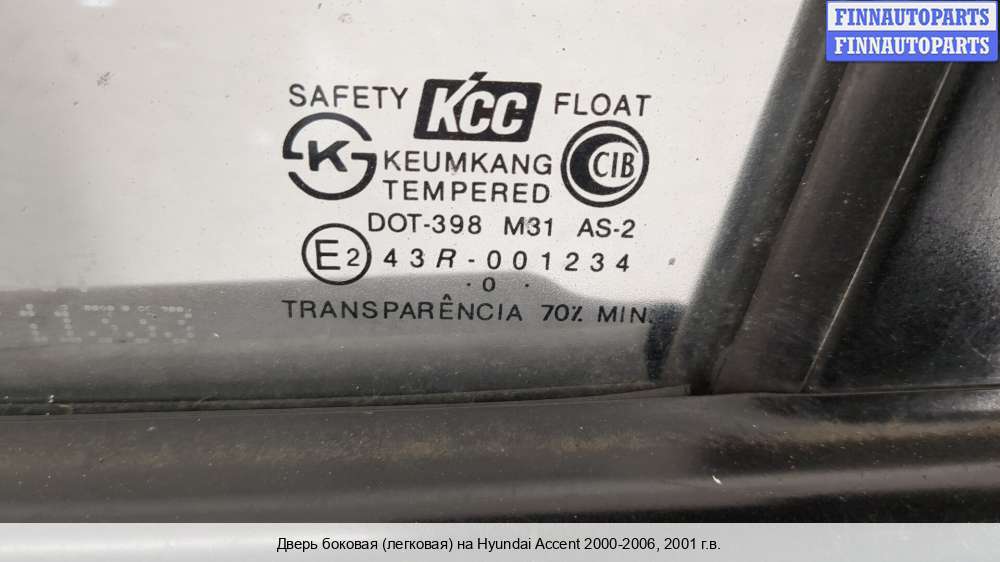 FINNAUTOPARTS
FINNAUTOPARTS
SAFETY KCC FLOAT
K KEUMKANG CIB
TEMPERED
DOT-398 M31 AS-2
E2 43R-001234
·0·
TRANSPARÊNCIA 70% MIN.
Дверь боковая (легковая) на Hyundai Accent 2000-2006, 2001 г.в.